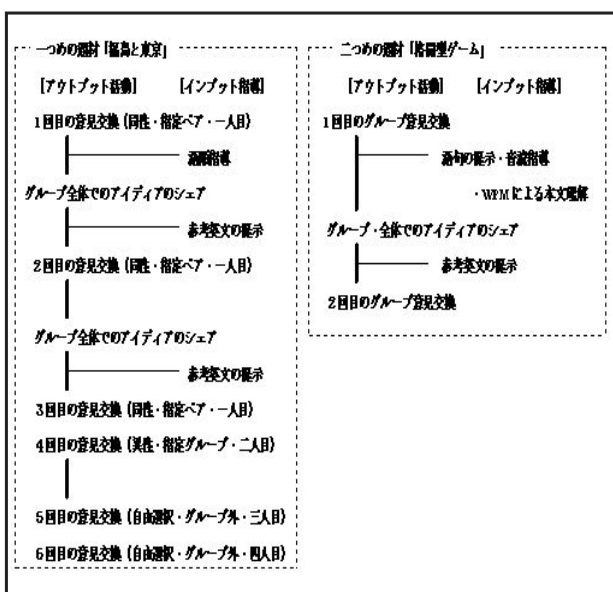 一つめの題材「福島と東京」
[アウトプット活動] [インプット指導]
1回目の意見交換 (同性・指定ペア・一人目)
語彙指導
グループ全体でのアイディアのシェア
参考英文の提示
2回目の意見交換 (同性・指定ペア・一人目)
グループ全体でのアイディアのシェア
参考英文の提示
3回目の意見交換 (同性・指定ペア・一人目)
4回目の意見交換 (異性・指定グループ・二人目)
5回目の意見交換 (自由選択・グループ外・三人目)
6回目の意見交換 (自由選択・グループ外・四人目)
二つめの題材「格闘型ゲーム」
[アウトプット活動] [インプット指導]
1回目のグループ意見交換
語句の提示・音読指導
・WPMによる本文理解
グループ・全体でのアイディアのシェア
参考英文の提示
2回目のグループ意見交換